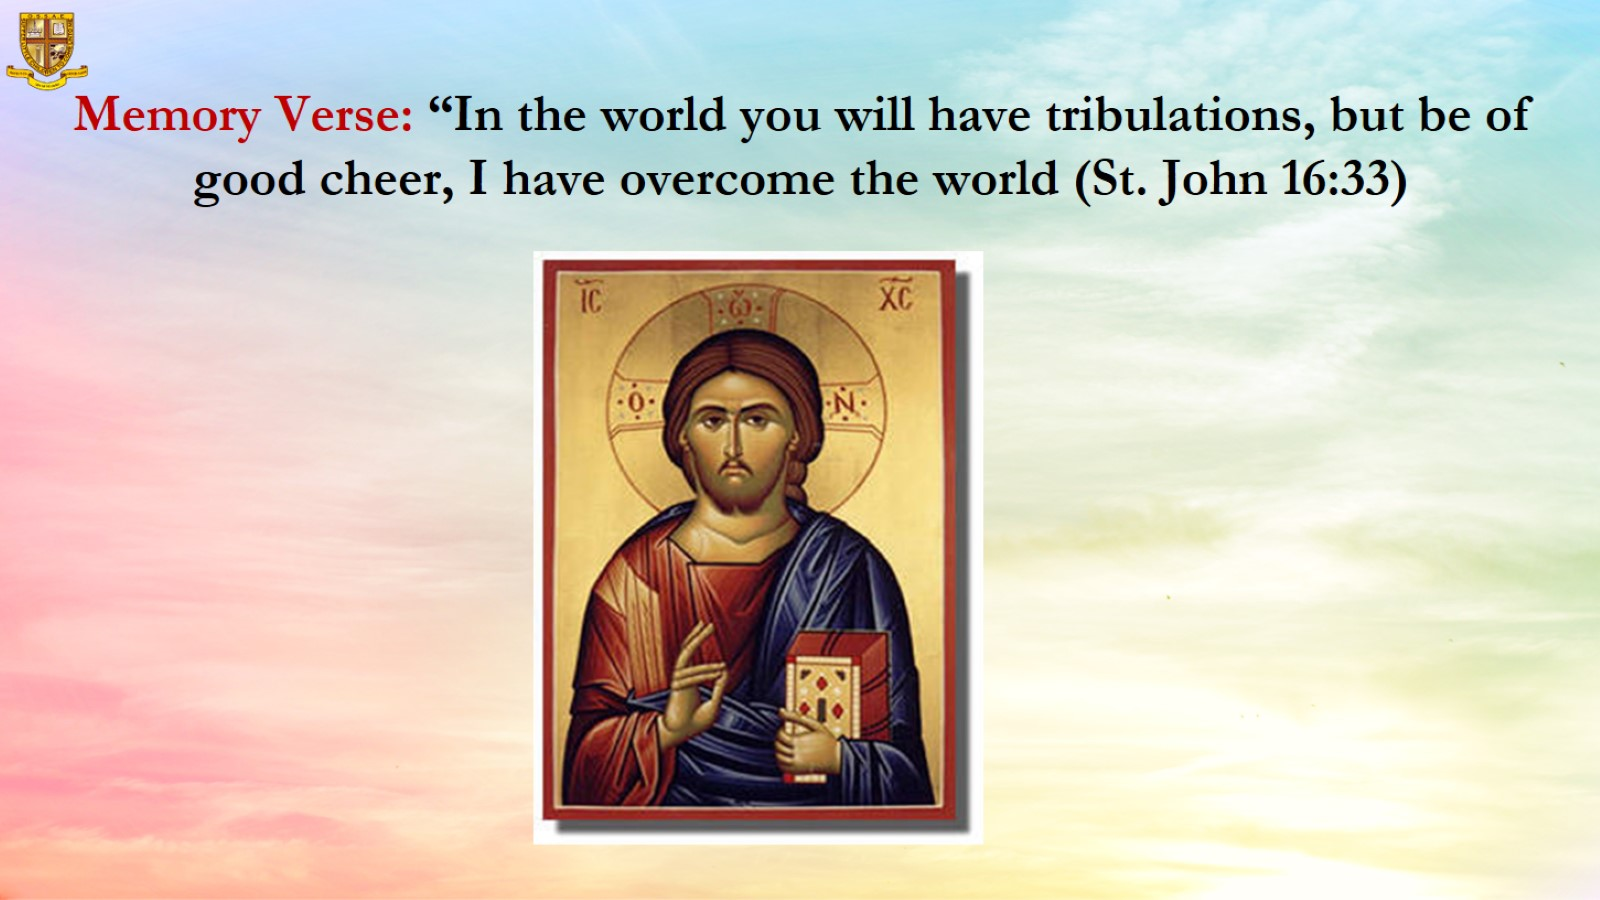 O.S.S.A.E
Memory Verse: “In the world you will have tribulations, but be of
good cheer, I have overcome the world (St. John 16:33)
IC
XC
ὤ
Ο
Ν